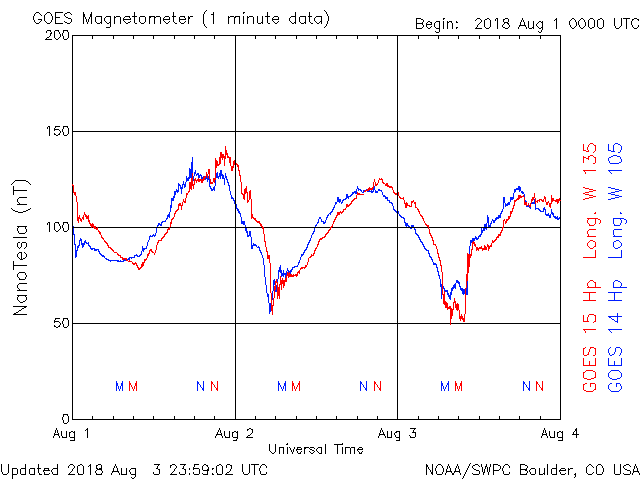 GOES Magnetometer (1 minute data)
Begin: 2018 Aug 1 0000 UTC
200
150
100
50
0
NanoTesla (nT)
M M N N M M N N M M N N
Aug 1 Aug 2 Aug 3 Aug 4
Universal Time
GOES 15 Hp Long. W 135
GOES 14 Hp Long. W 105
Updated 2018 Aug 3 23:59:02 UTC
NOAA/SWPC Boulder, CO USA